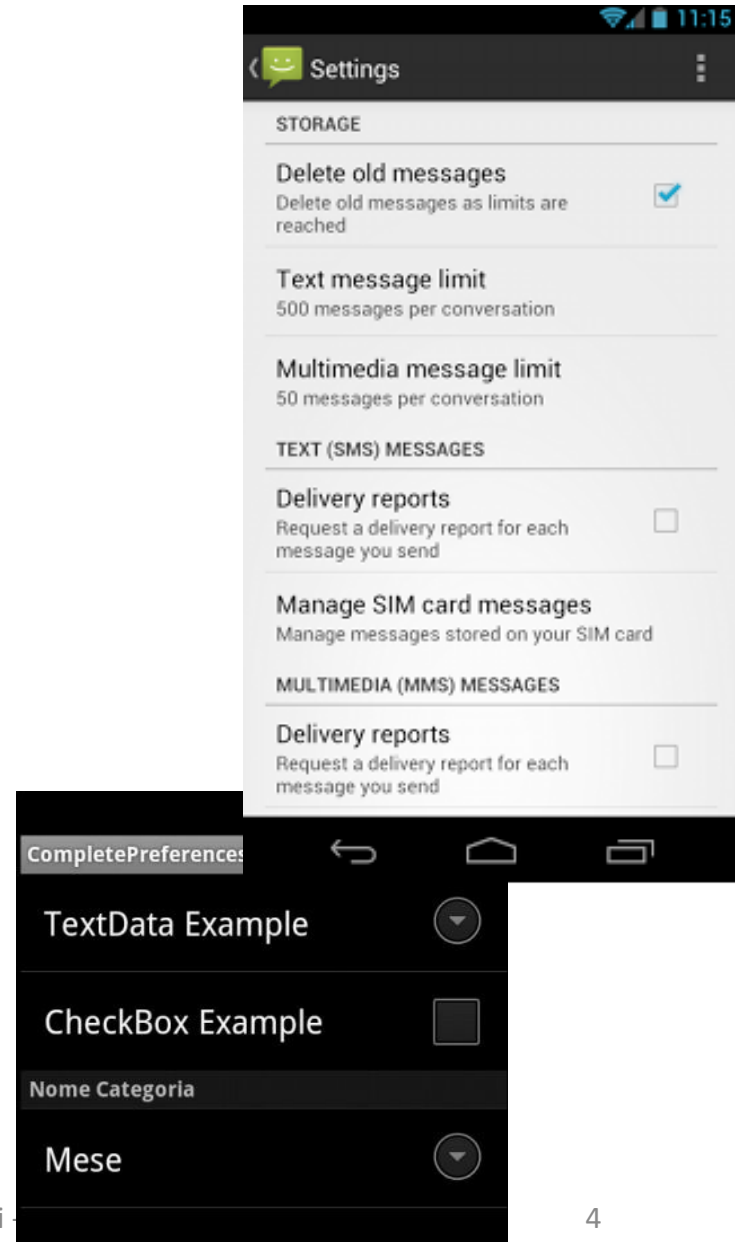 11:15
Settings
STORAGE
Delete old messages
Delete old messages as limits are
reached
Text message limit
500 messages per conversation
Multimedia message limit
50 messages per conversation
TEXT (SMS) MESSAGES
Delivery reports
Request a delivery report for each
message you send
Manage SIM card messages
Manage messages stored on your SIM card
MULTIMEDIA (MMS) MESSAGES
Delivery reports
Request a delivery report for each
message you send
CompletePreferences
TextData Example
CheckBox Example
Nome Categoria
Mese
i -
4